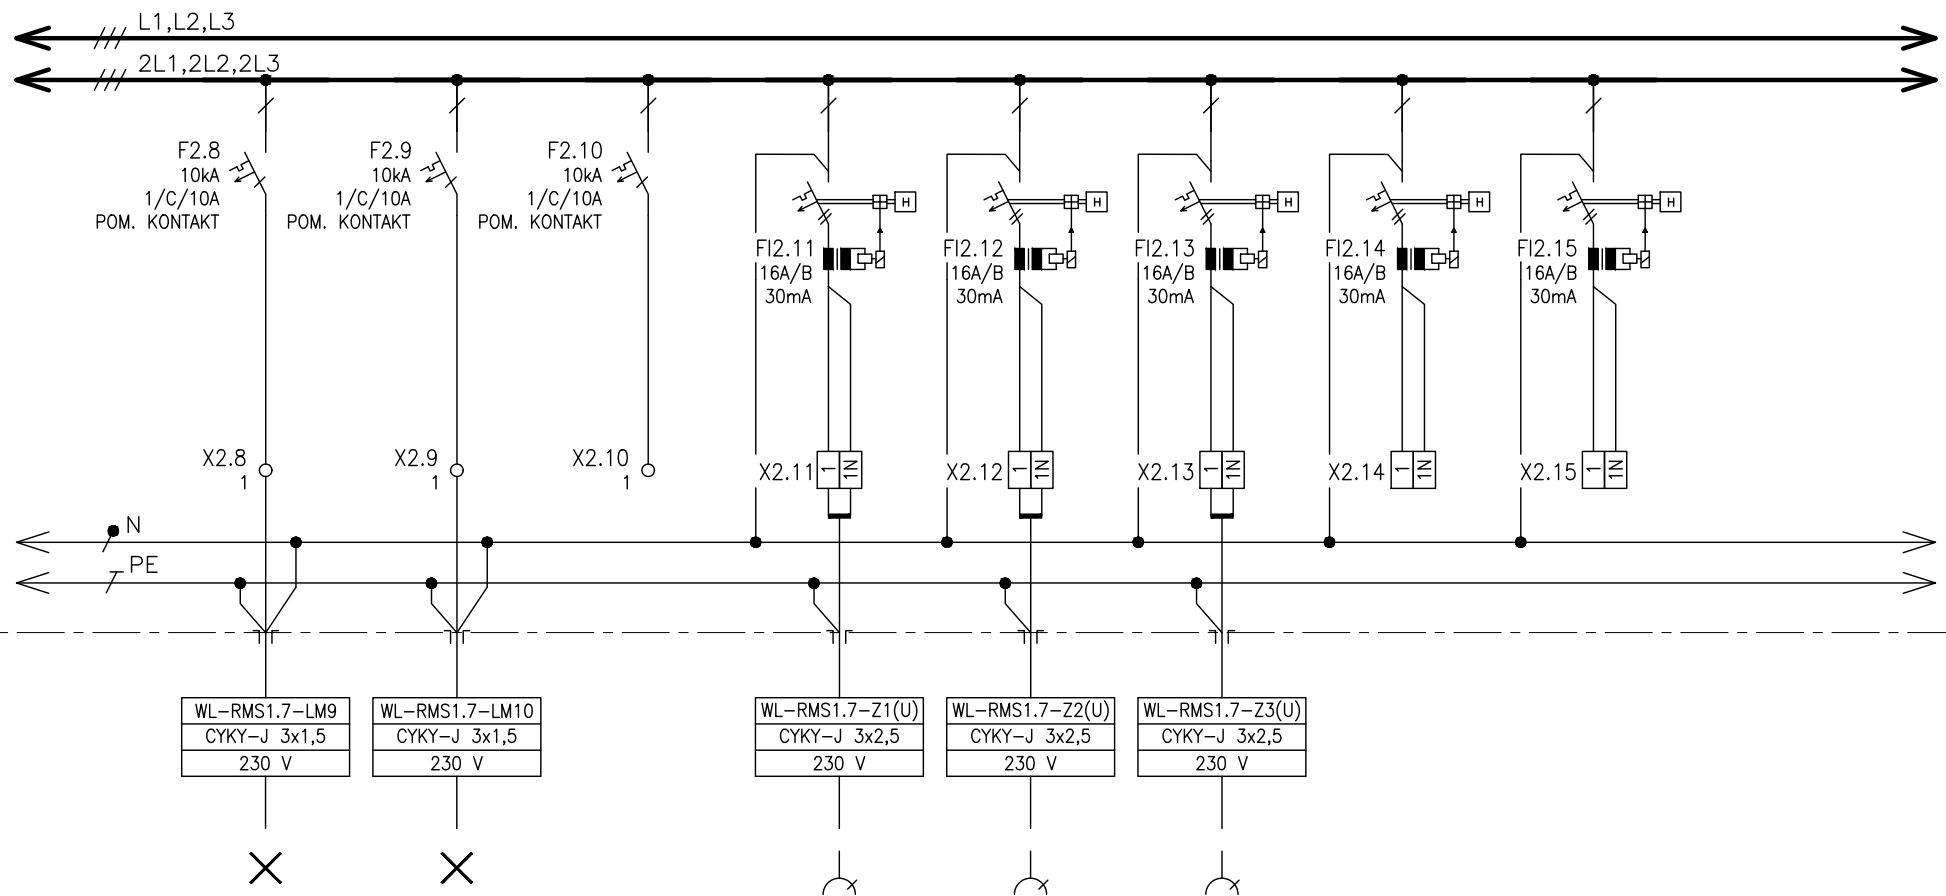 L1,L2,L3
2L1,2L2,2L3
F2.8
10kA
1/C/10A
POM. KONTAKT
F2.9
10kA
1/C/10A
POM. KONTAKT
F2.10
10kA
1/C/10A
POM. KONTAKT
H
FI2.11
16A/B
30mA
H
FI2.12
16A/B
30mA
H
FI2.13
16A/B
30mA
H
FI2.14
16A/B
30mA
H
FI2.15
16A/B
30mA
X2.8
1
X2.9
1
X2.10
1
X2.11 1 1N
X2.12 1 1N
X2.13 1 1N
X2.14 1 1N
X2.15 1 1N
N
PE
WL-RMS1.7-LM9
CYKY-J 3x1,5
230 V
WL-RMS1.7-LM10
CYKY-J 3x1,5
230 V
WL-RMS1.7-Z1(U)
CYKY-J 3x2,5
230 V
WL-RMS1.7-Z2(U)
CYKY-J 3x2,5
230 V
WL-RMS1.7-Z3(U)
CYKY-J 3x2,5
230 V